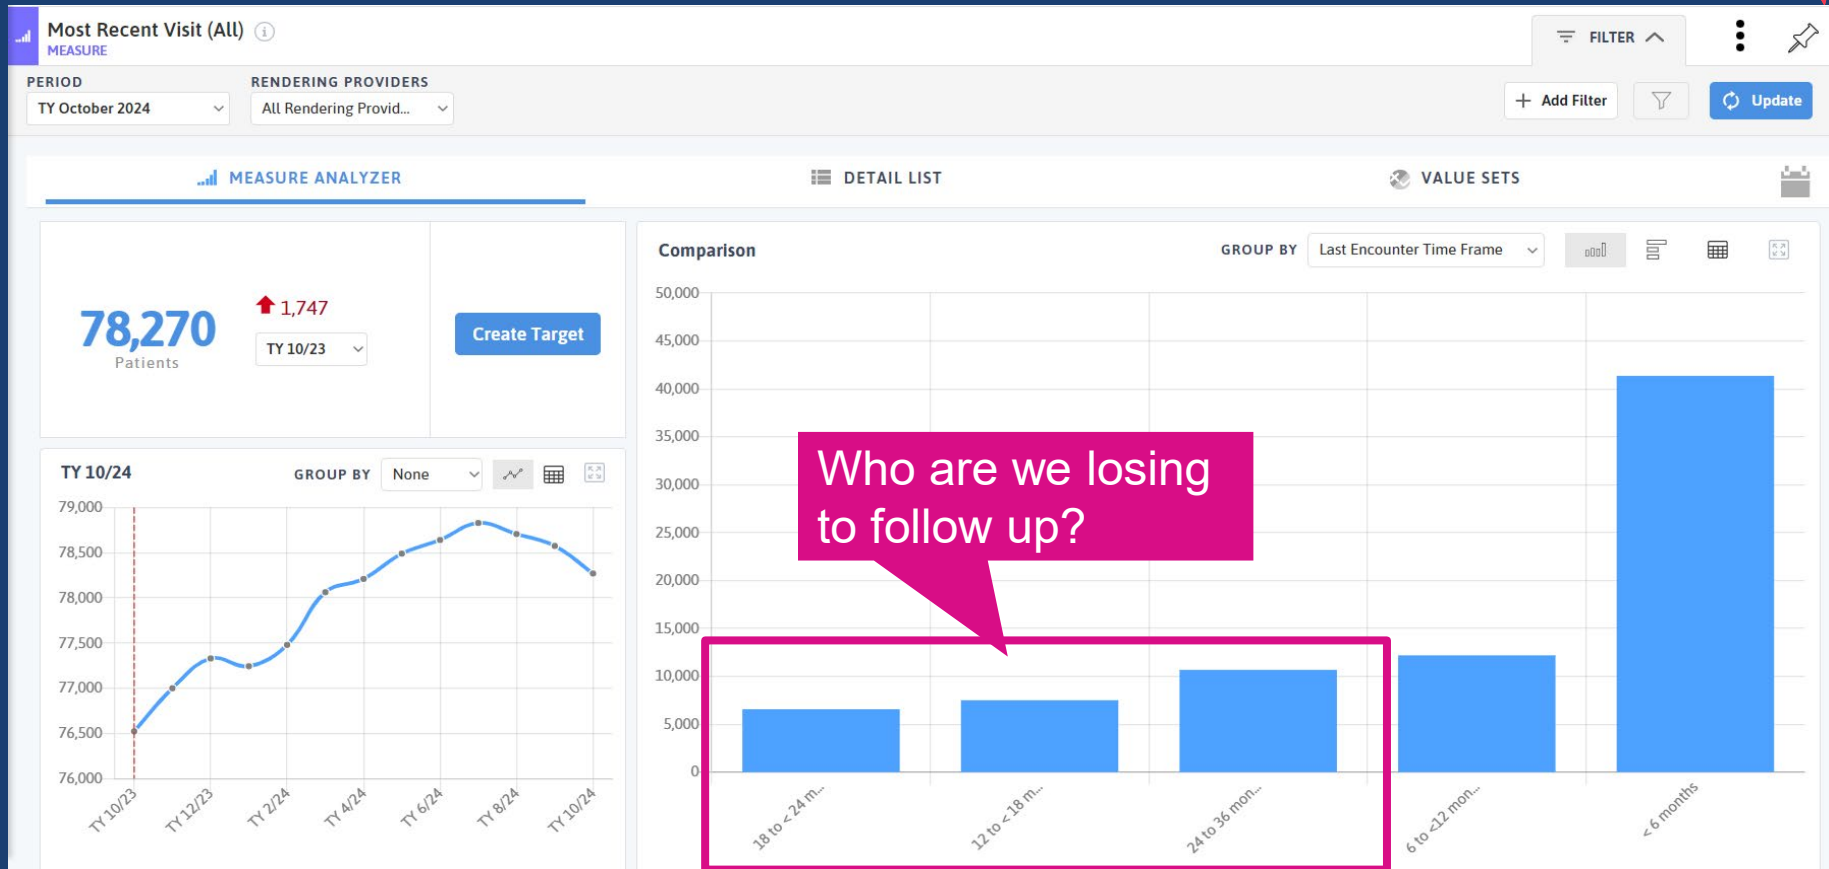 Most Recent Visit (All)
MEASURE
FILTER
PERIOD
RENDERING PROVIDERS
TY October 2024
All Rendering Provid...
+ Add Filter
Update
MEASURE ANALYZER
DETAIL LIST
VALUE SETS
78,270
Patients
1,747
TY 10/23
Create Target
Comparison
GROUP BY
Last Encounter Time Frame
50,000
45,000
40,000
35,000
30,000
25,000
20,000
15,000
10,000
5,000
0
Who are we losing
to follow up?
18 to < 24 m...
12 to < 18 m...
24 to 36 mon...
6 to <12 mon...
< 6 months
TY 10/24
GROUP BY
None
79,000
78,500
78,000
77,500
77,000
76,500
76,000
TY 10/23
TY 12/23
TY 2/24
TY 4/24
TY 6/24
TY 8/24
TY 10/24